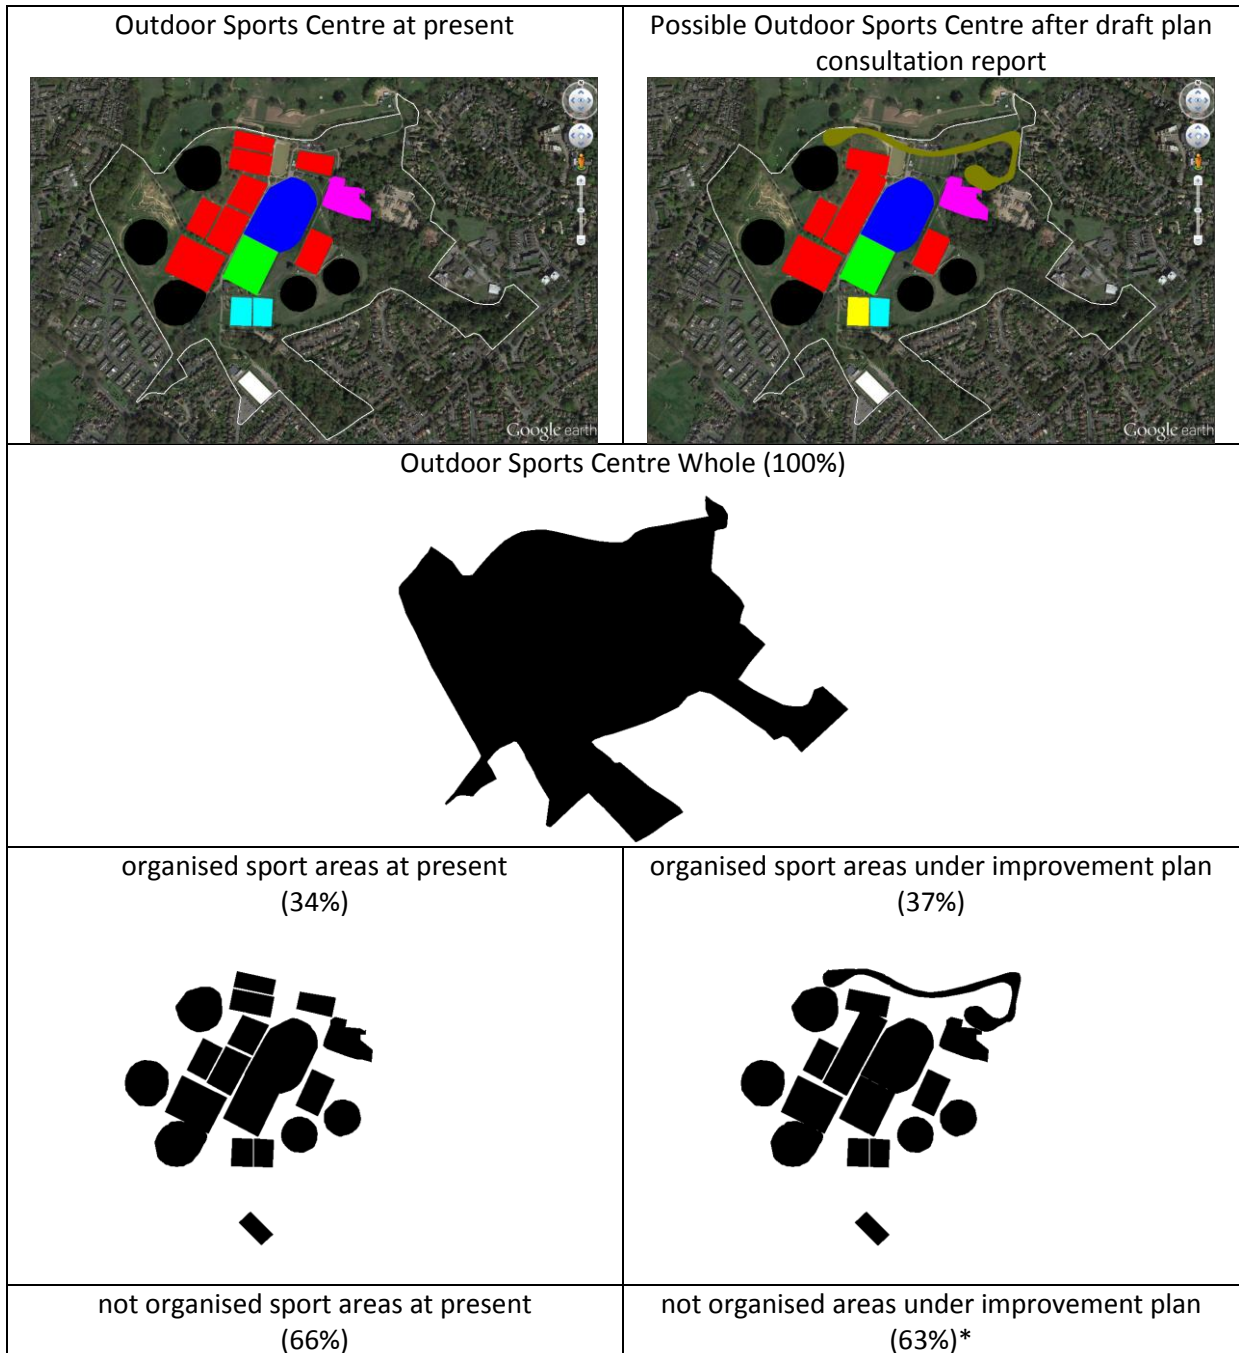 Outdoor Sports Centre at present
Possible Outdoor Sports Centre after draft plan
consultation report
Google earth
Google earth
Outdoor Sports Centre Whole (100%)
organised sport areas at present
(34%)
organised sport areas under improvement plan
(37%)
not organised sport areas at present
(66%)
not organised areas under improvement plan
(63%)*